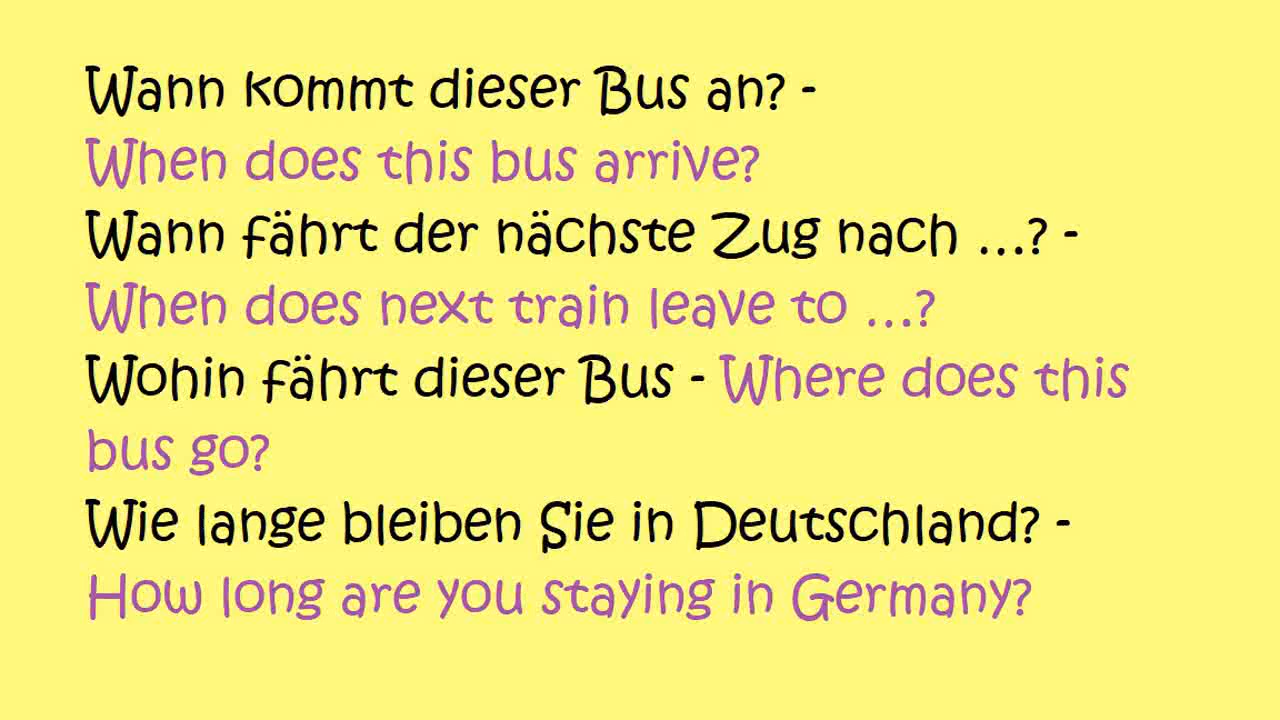 Wann kommt dieser Bus an? -
When does this bus arrive?
Wann fährt der nächste Zug nach ...? -
When does next train leave to ...?
Wohin fährt dieser Bus - Where does this
bus go?
Wie lange bleiben Sie in Deutschland? -
How long are you staying in Germany?